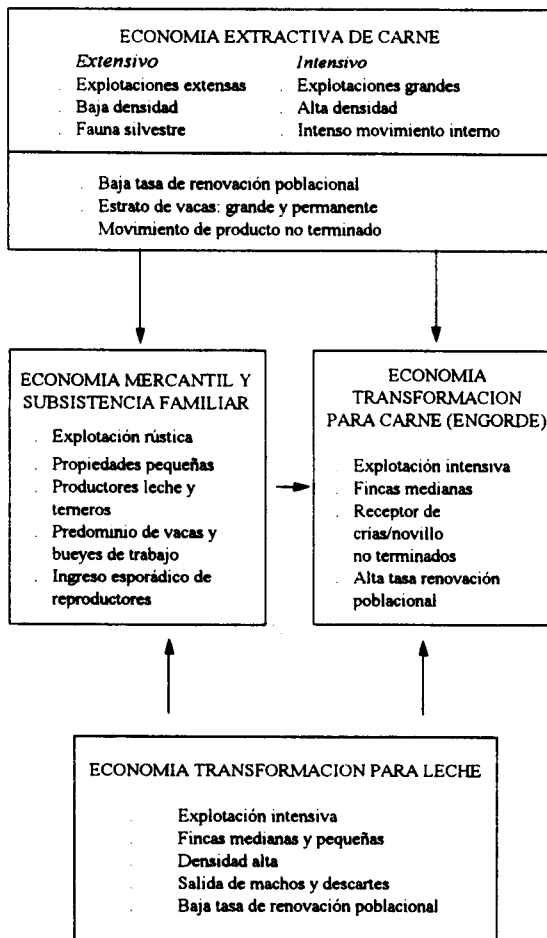 ECONOMIA EXTRACTIVA DE CARNE
Extensivo
. Explotaciones extensas
. Baja densidad
. Fauna silvestre
Intensivo
. Explotaciones grandes
. Alta densidad
. Intenso movimiento interno
. Baja tasa de renovación poblacional
. Estrato de vacas: grande y permanente
. Movimiento de producto no terminado
ECONOMIA MERCANTIL Y
SUBSISTENCIA FAMILIAR
. Explotación rústica
. Propiedades pequeñas
. Productores leche y
terneros
. Predominio de vacas y
bueyes de trabajo
. Ingreso esporádico de
reproductores
ECONOMIA
TRANSFORMACION
PARA CARNE (ENGORDE)
. Explotación intensiva
. Fincas medianas
. Receptor de
crías/novillo
no terminados
. Alta tasa renovación
poblacional
ECONOMIA TRANSFORMACION PARA LECHE
. Explotación intensiva
. Fincas medianas y pequeñas
. Densidad alta
. Salida de machos y descartes
. Baja tasa de renovación poblacional